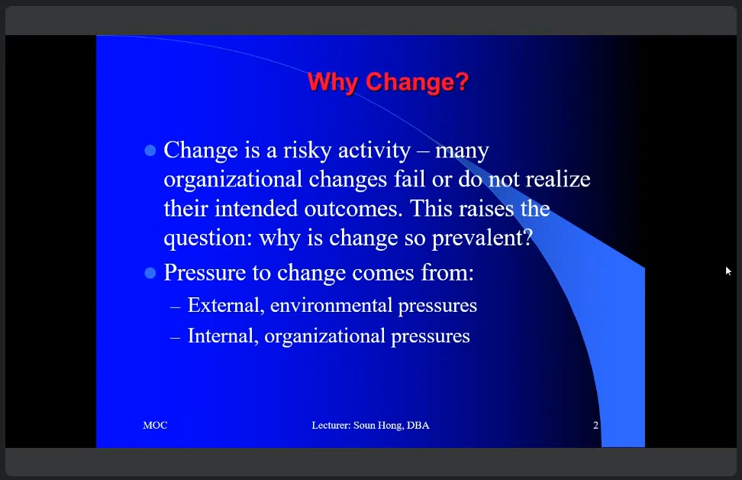 Why Change?
Change is a risky activity – many
organizational changes fail or do not realize
their intended outcomes. This raises the
question: why is change so prevalent?
Pressure to change comes from:
– External, environmental pressures
– Internal, organizational pressures
MOC Lecturer: Soun Hong, DBA 2